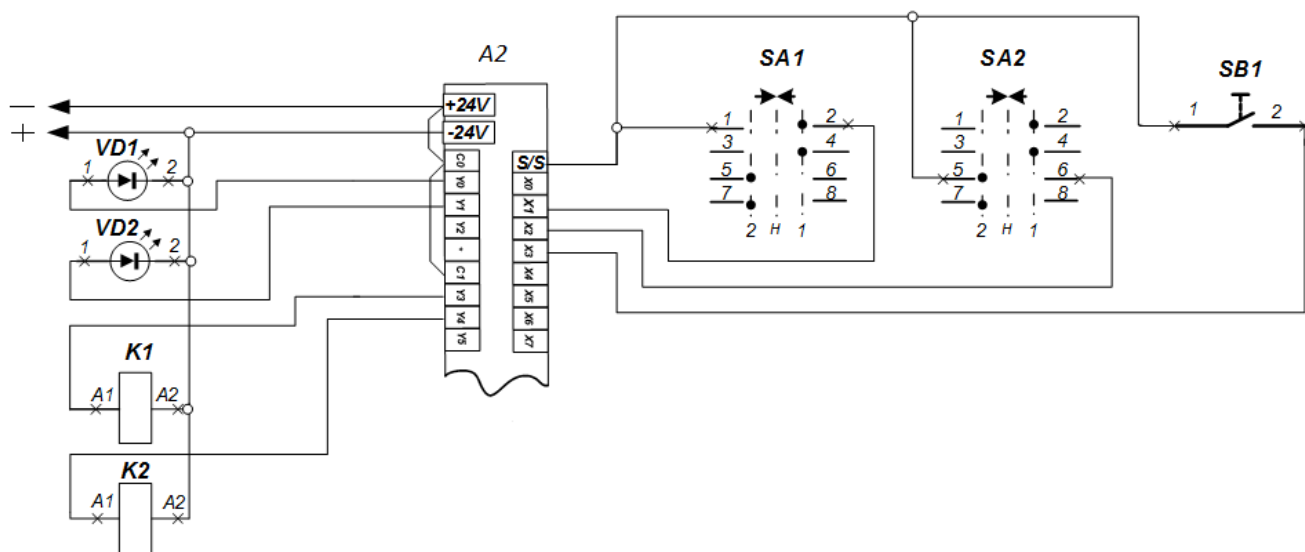 A2
SA1
SA2
SB1
—
+24V
+
-24V
VD1
1 2
VD2
1 2
C0
Y0
Y1
Y2
*
C1
Y3
Y4
Y5
S/S
X0
X1
X2
X3
X4
X5
X6
X7
1 2
3 4
5 6
7 8
2 H 1
1 2
3 4
5 6
7 8
2 H 1
1 2
K1
A1 A2
K2
A1 A2